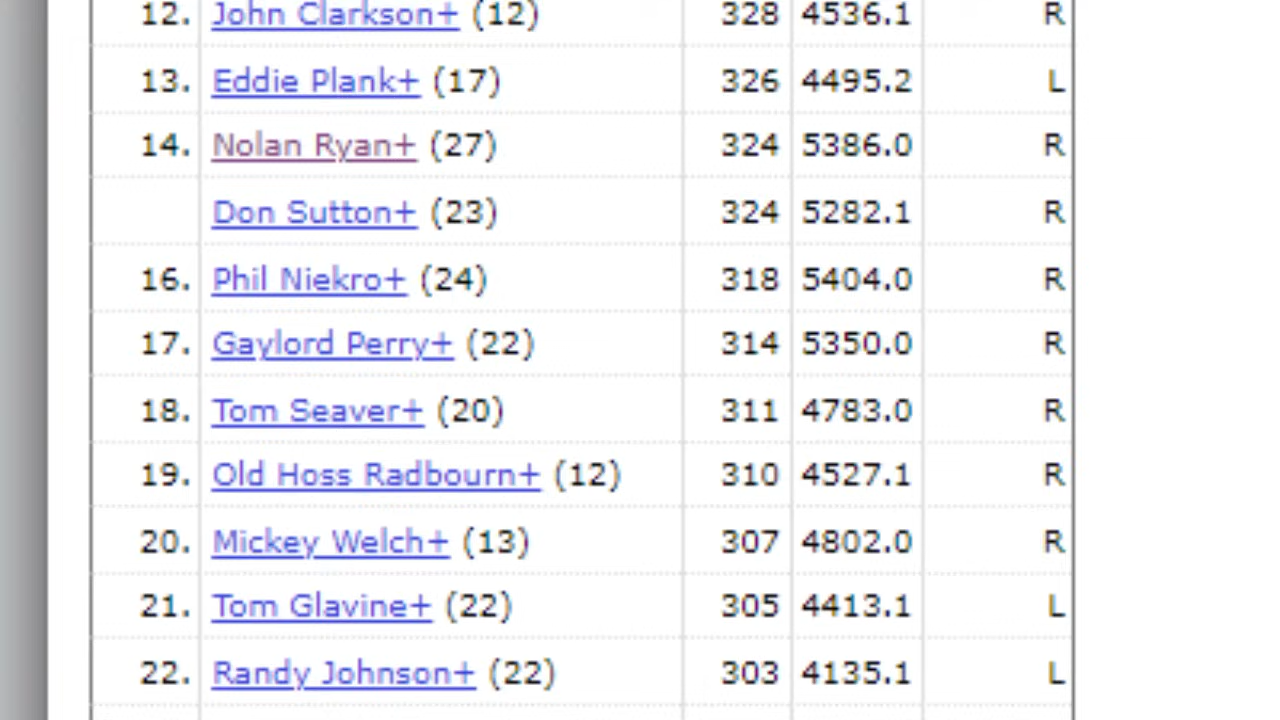 12. John Clarkson+ (12) 328 4536.1 R
13. Eddie Plank+ (17) 326 4495.2 L
14. Nolan Ryan+ (27) 324 5386.0 R
Don Sutton+ (23) 324 5282.1 R
16. Phil Niekro+ (24) 318 5404.0 R
17. Gaylord Perry+ (22) 314 5350.0 R
18. Tom Seaver+ (20) 311 4783.0 R
19. Old Hoss Radbourn+ (12) 310 4527.1 R
20. Mickey Welch+ (13) 307 4802.0 R
21. Tom Glavine+ (22) 305 4413.1 L
22. Randy Johnson+ (22) 303 4135.1 L